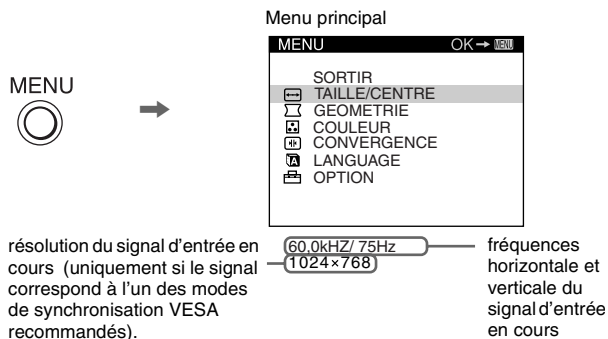 Menu principal
MENU OK→ MENU
MENU
SORTIR
TAILLE/CENTRE
GEOMETRIE
COULEUR
CONVERGENCE
LANGUAGE
OPTION
60,0kHZ/ 75Hz
1024×768
résolution du signal d'entrée en
cours (uniquement si le signal
correspond à l'un des modes
de synchronisation VESA
recommandés).
fréquences
horizontale et
verticale du
signal d'entrée
en cours